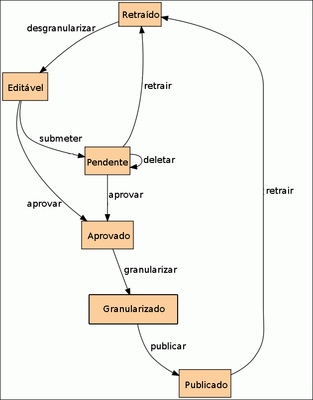 Retraído
desgranularizar
Editável
retrair
submeter
Pendente
deletar
retrair
aprovar
aprovar
Aprovado
granularizar
Granularizado
publicar
Publicado